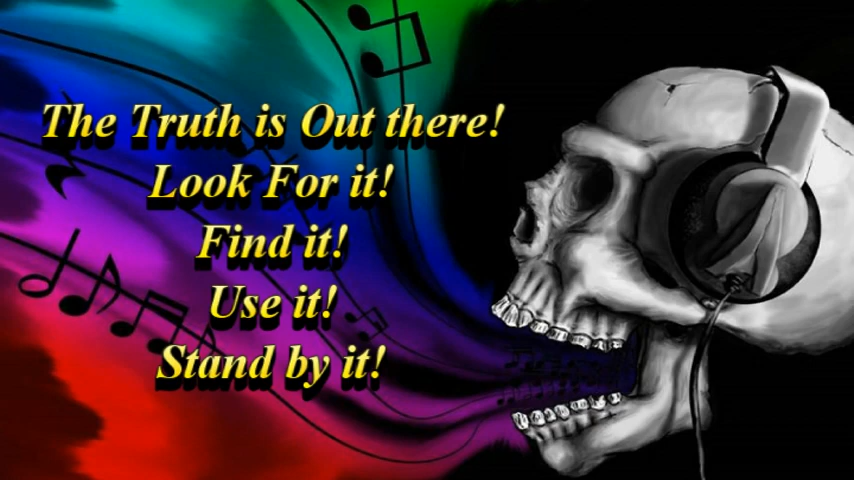 The Truth is Out there!
Look For it!
Find it!
Use it!
Stand by it!